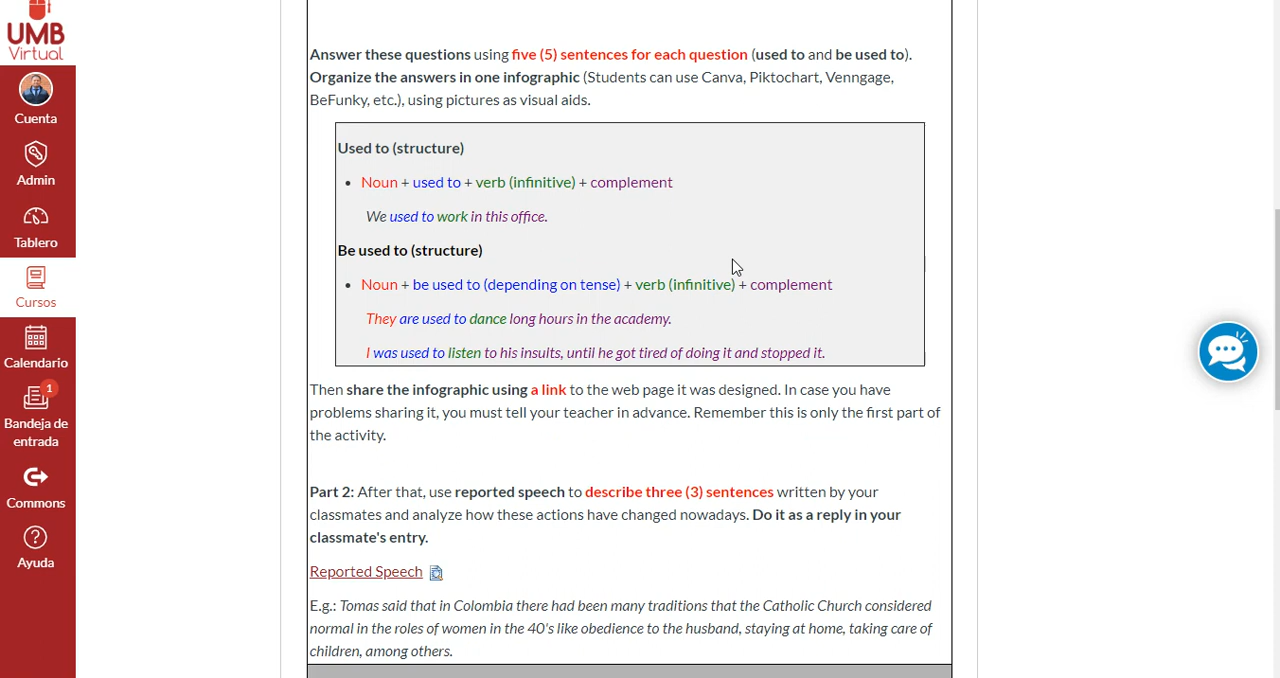 UMB
Virtual
Cuenta
Admin
Tablero
Cursos
Calendario
1
Bandeja de
entrada
Commons
Ayuda
Answer these questions using five (5) sentences for each question (used to and be used to).
Organize the answers in one infographic (Students can use Canva, Piktochart, Venngage,
BeFunky, etc.), using pictures as visual aids.
Used to (structure)
• Noun + used to + verb (infinitive) + complement
We used to work in this office.
Be used to (structure)
• Noun + be used to (depending on tense) + verb (infinitive) + complement
They are used to dance long hours in the academy.
I was used to listen to his insults, until he got tired of doing it and stopped it.
Then share the infographic using a link to the web page it was designed. In case you have
problems sharing it, you must tell your teacher in advance. Remember this is only the first part of
the activity.
Part 2: After that, use reported speech to describe three (3) sentences written by your
classmates and analyze how these actions have changed nowadays. Do it as a reply in your
classmate's entry.
Reported Speech
E.g.: Tomas said that in Colombia there had been many traditions that the Catholic Church considered
normal in the roles of women in the 40's like obedience to the husband, staying at home, taking care of
children, among others.